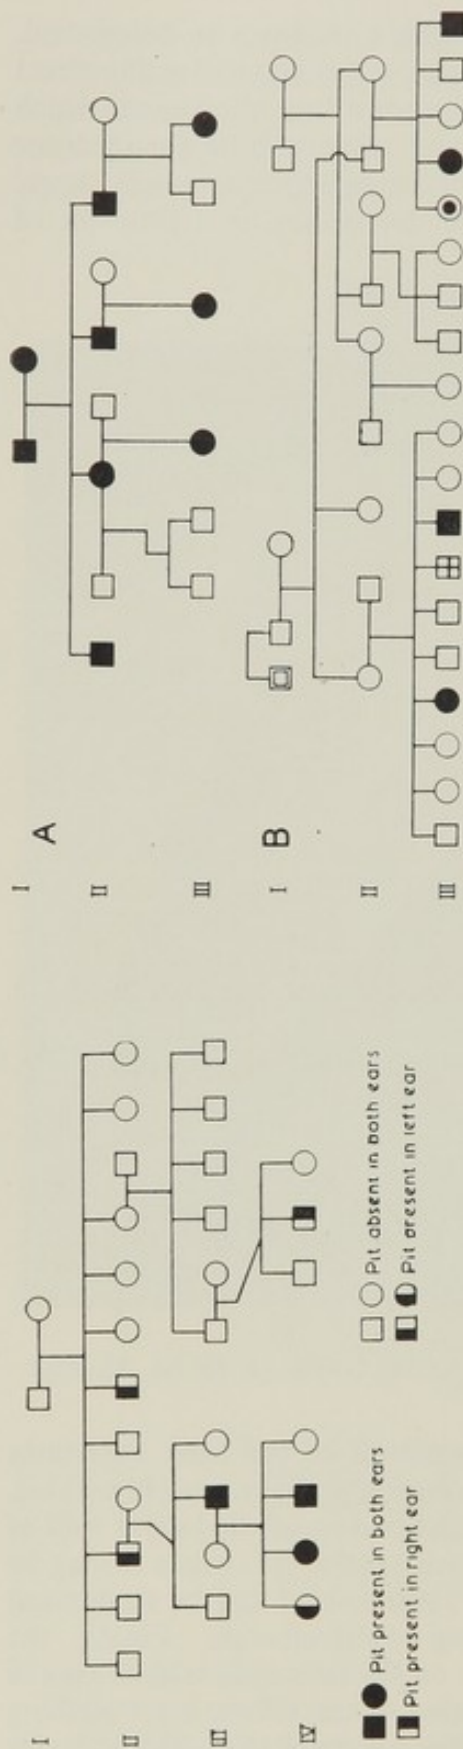 I
II
III
IV
Pit present in both ears
Pit absent in both ears
Pit present in right ear
Pit present in left ear
A
I
II
III
B
I
II
III